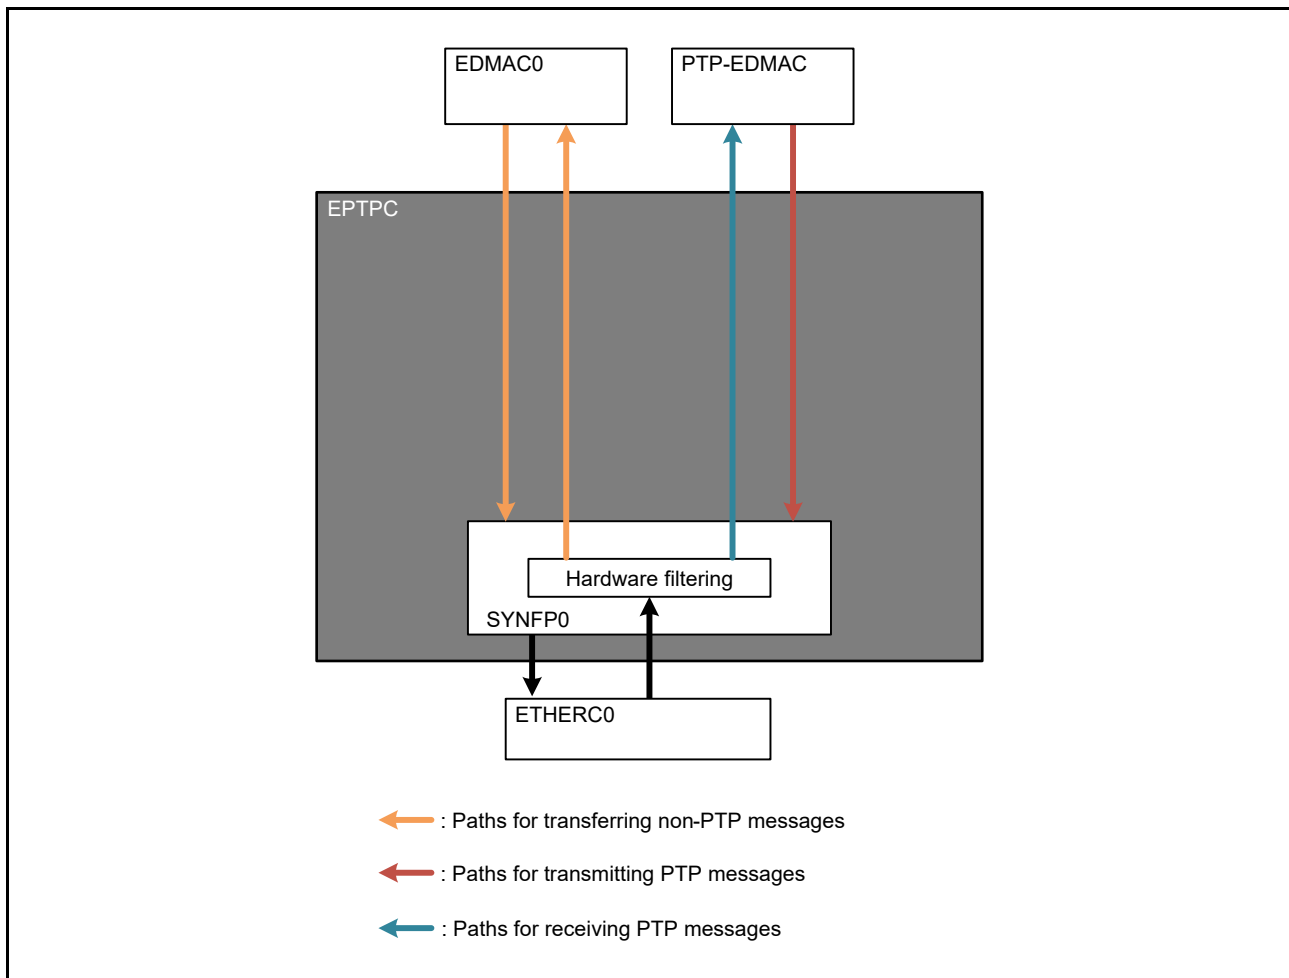 EDMAC0
PTP-EDMAC
EPTPC
Hardware filtering
SYNFP0
ETHERC0
: Paths for transferring non-PTP messages
: Paths for transmitting PTP messages
: Paths for receiving PTP messages